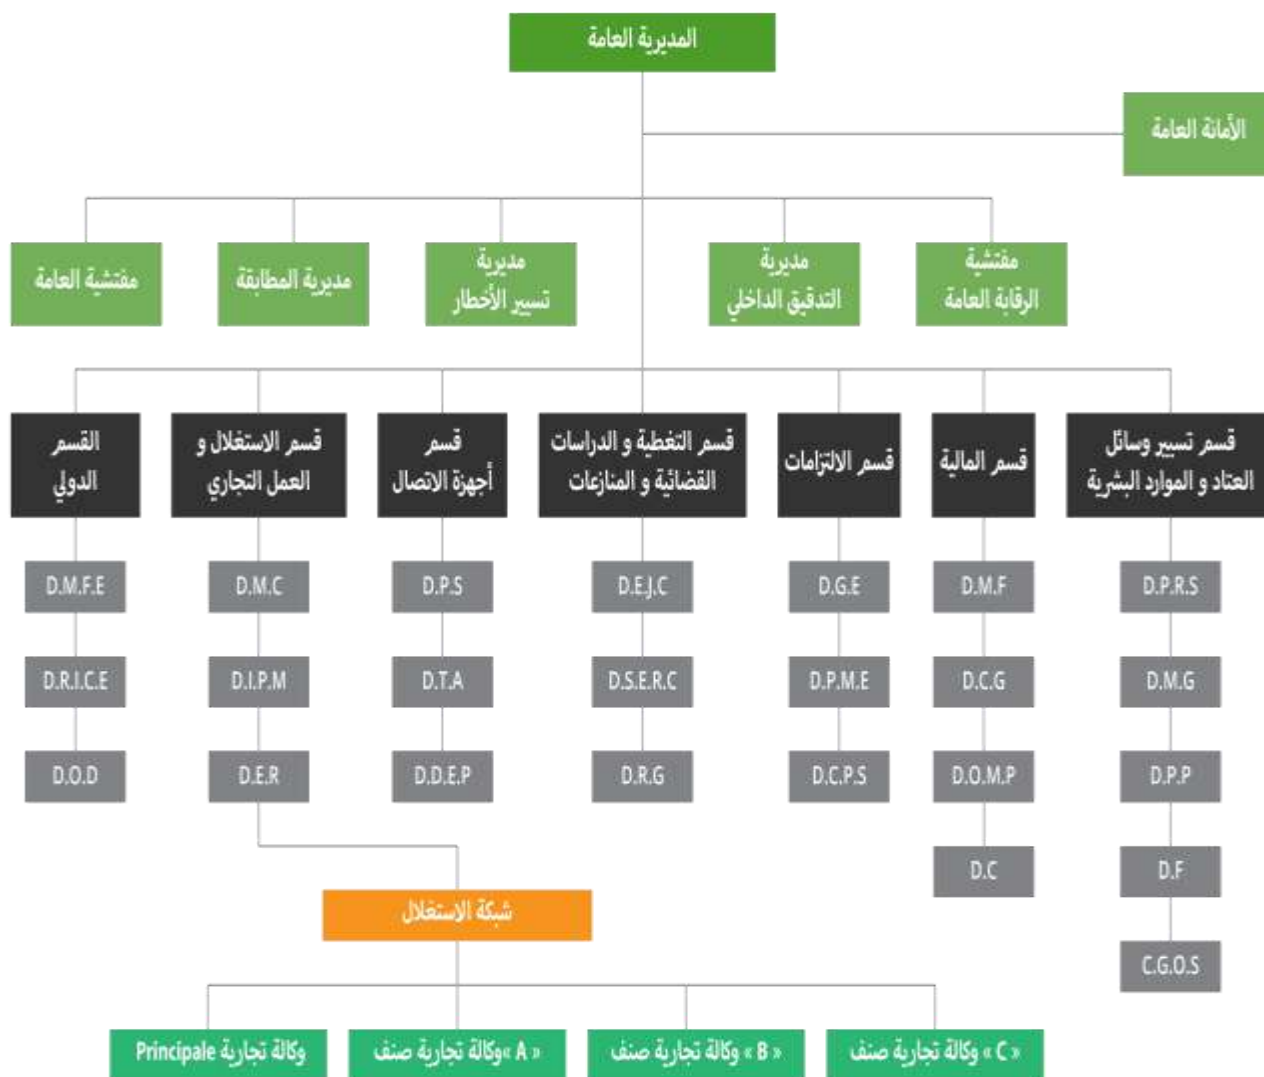 المديرية العامة
الأمانة العامة
مفتشية
الرقابة العامة
مديرية
التدقيق الداخلي
مديرية
تسيير الأخطار
مديرية المطابقة
مفتشية العامة
قسم تسيير وسائل
العتاد و الموارد البشرية
قسم المالية
قسم الالتزامات
قسم التغطية و الدراسات
القضائية و المنازعات
قسم
أجهزة الاتصال
قسم الاستغلال و
العمل التجاري
القسم
الدولي
D.P.R.S
D.M.F
D.G.E
D.E.J.C
D.P.S
D.M.C
D.M.F.E
D.M.G
D.C.G
D.P.M.E
D.S.E.R.C
D.T.A
D.I.P.M
D.R.I.C.E
D.P.P
D.O.M.P
D.C.P.S
D.R.G
D.D.E.P
D.E.R
D.O.D
D.F
D.C
C.G.O.S
شبكة الاستغلال
« C » وكالة تجارية صنف
« B » وكالة تجارية صنف
« A »وكالة تجارية صنف
وكالة تجارية Principale